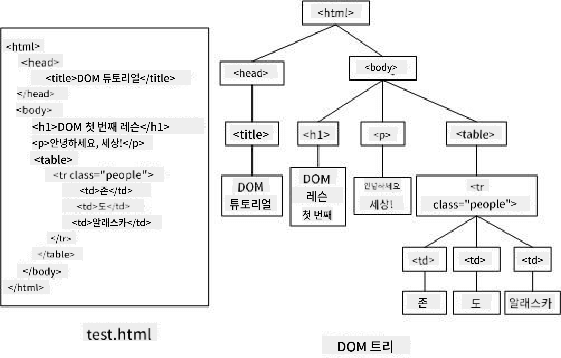 <html>
<head>
<title>DOM 튜토리얼</title>
</head>
<body>
<h1>DOM 첫 번째 레슨</h1>
<p>안녕하세요, 세상!</p>
<table>
<tr class="people">
<td>손</td>
<td>도</td>
<td>알레스카</td>
</tr>
</table>
</body>
</html>
test.html
<html>
<head>
<body>
<title>
<h1>
<p>
<table>
DOM
튜토리얼
DOM
레슨
첫 번째
안녕하세요
세상!
<tr
class="people">
<td>
<td>
<td>
존
도
알래스카
DOM 트리